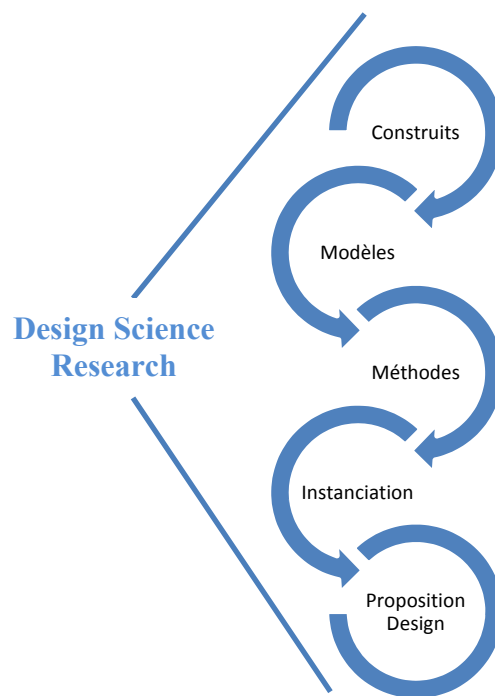 Construits
Modèles
Design Science
Research
Méthodes
Instanciation
Proposition
Design